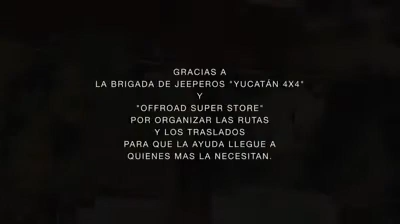 GRACIAS A
LA BRIGADA DE JEEPEROS "YUCATÁN 4X4"
Y
"OFFROAD SUPER STORE"
POR ORGANIZAR LAS RUTAS
Y LOS TRASLADOS
PARA QUE LA AYUDA LLEGUE A
QUIENES MAS LA NECESITAN.